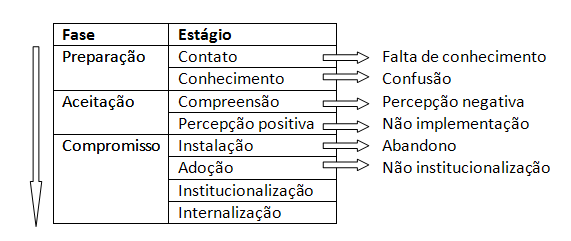 Fase Estágio
Preparação Contato Falta de conhecimento
Conhecimento Confusão
Aceitação Compreensão Percepção negativa
Percepção positiva Não implementação
Compromisso Instalação Abandono
Adoção Não institucionalização
Institucionalização
Internalização